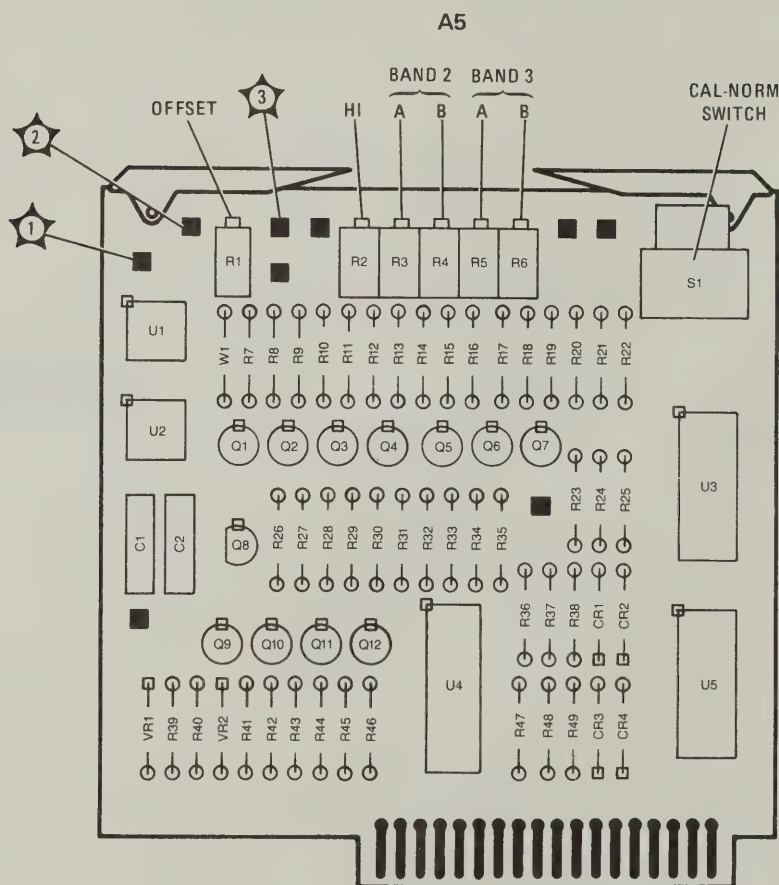 A5
BAND 2 BAND 3
OFFSET 3 HI A B A B CAL-NORM
SWITCH
2
1
R1 R2 R3 R4 R5 R6 S1
U1
W1 R7 R8 R9 R10 R11 R12 R13 R14 R15 R16 R17 R18 R19 R20 R21 R22
U2 Q1 Q2 Q3 Q4 Q5 Q6 Q7
U3
C1 C2 Q8 R26 R27 R28 R29 R30 R31 R32 R33 R34 R35 R23 R24 R25
R36 R37 R38 CR1 CR2
Q9 Q10 Q11 Q12 U4 U5
VR1 R39 R40 VR2 R41 R42 R43 R44 R45 R46 R47 R48 R49 CR3 CR4